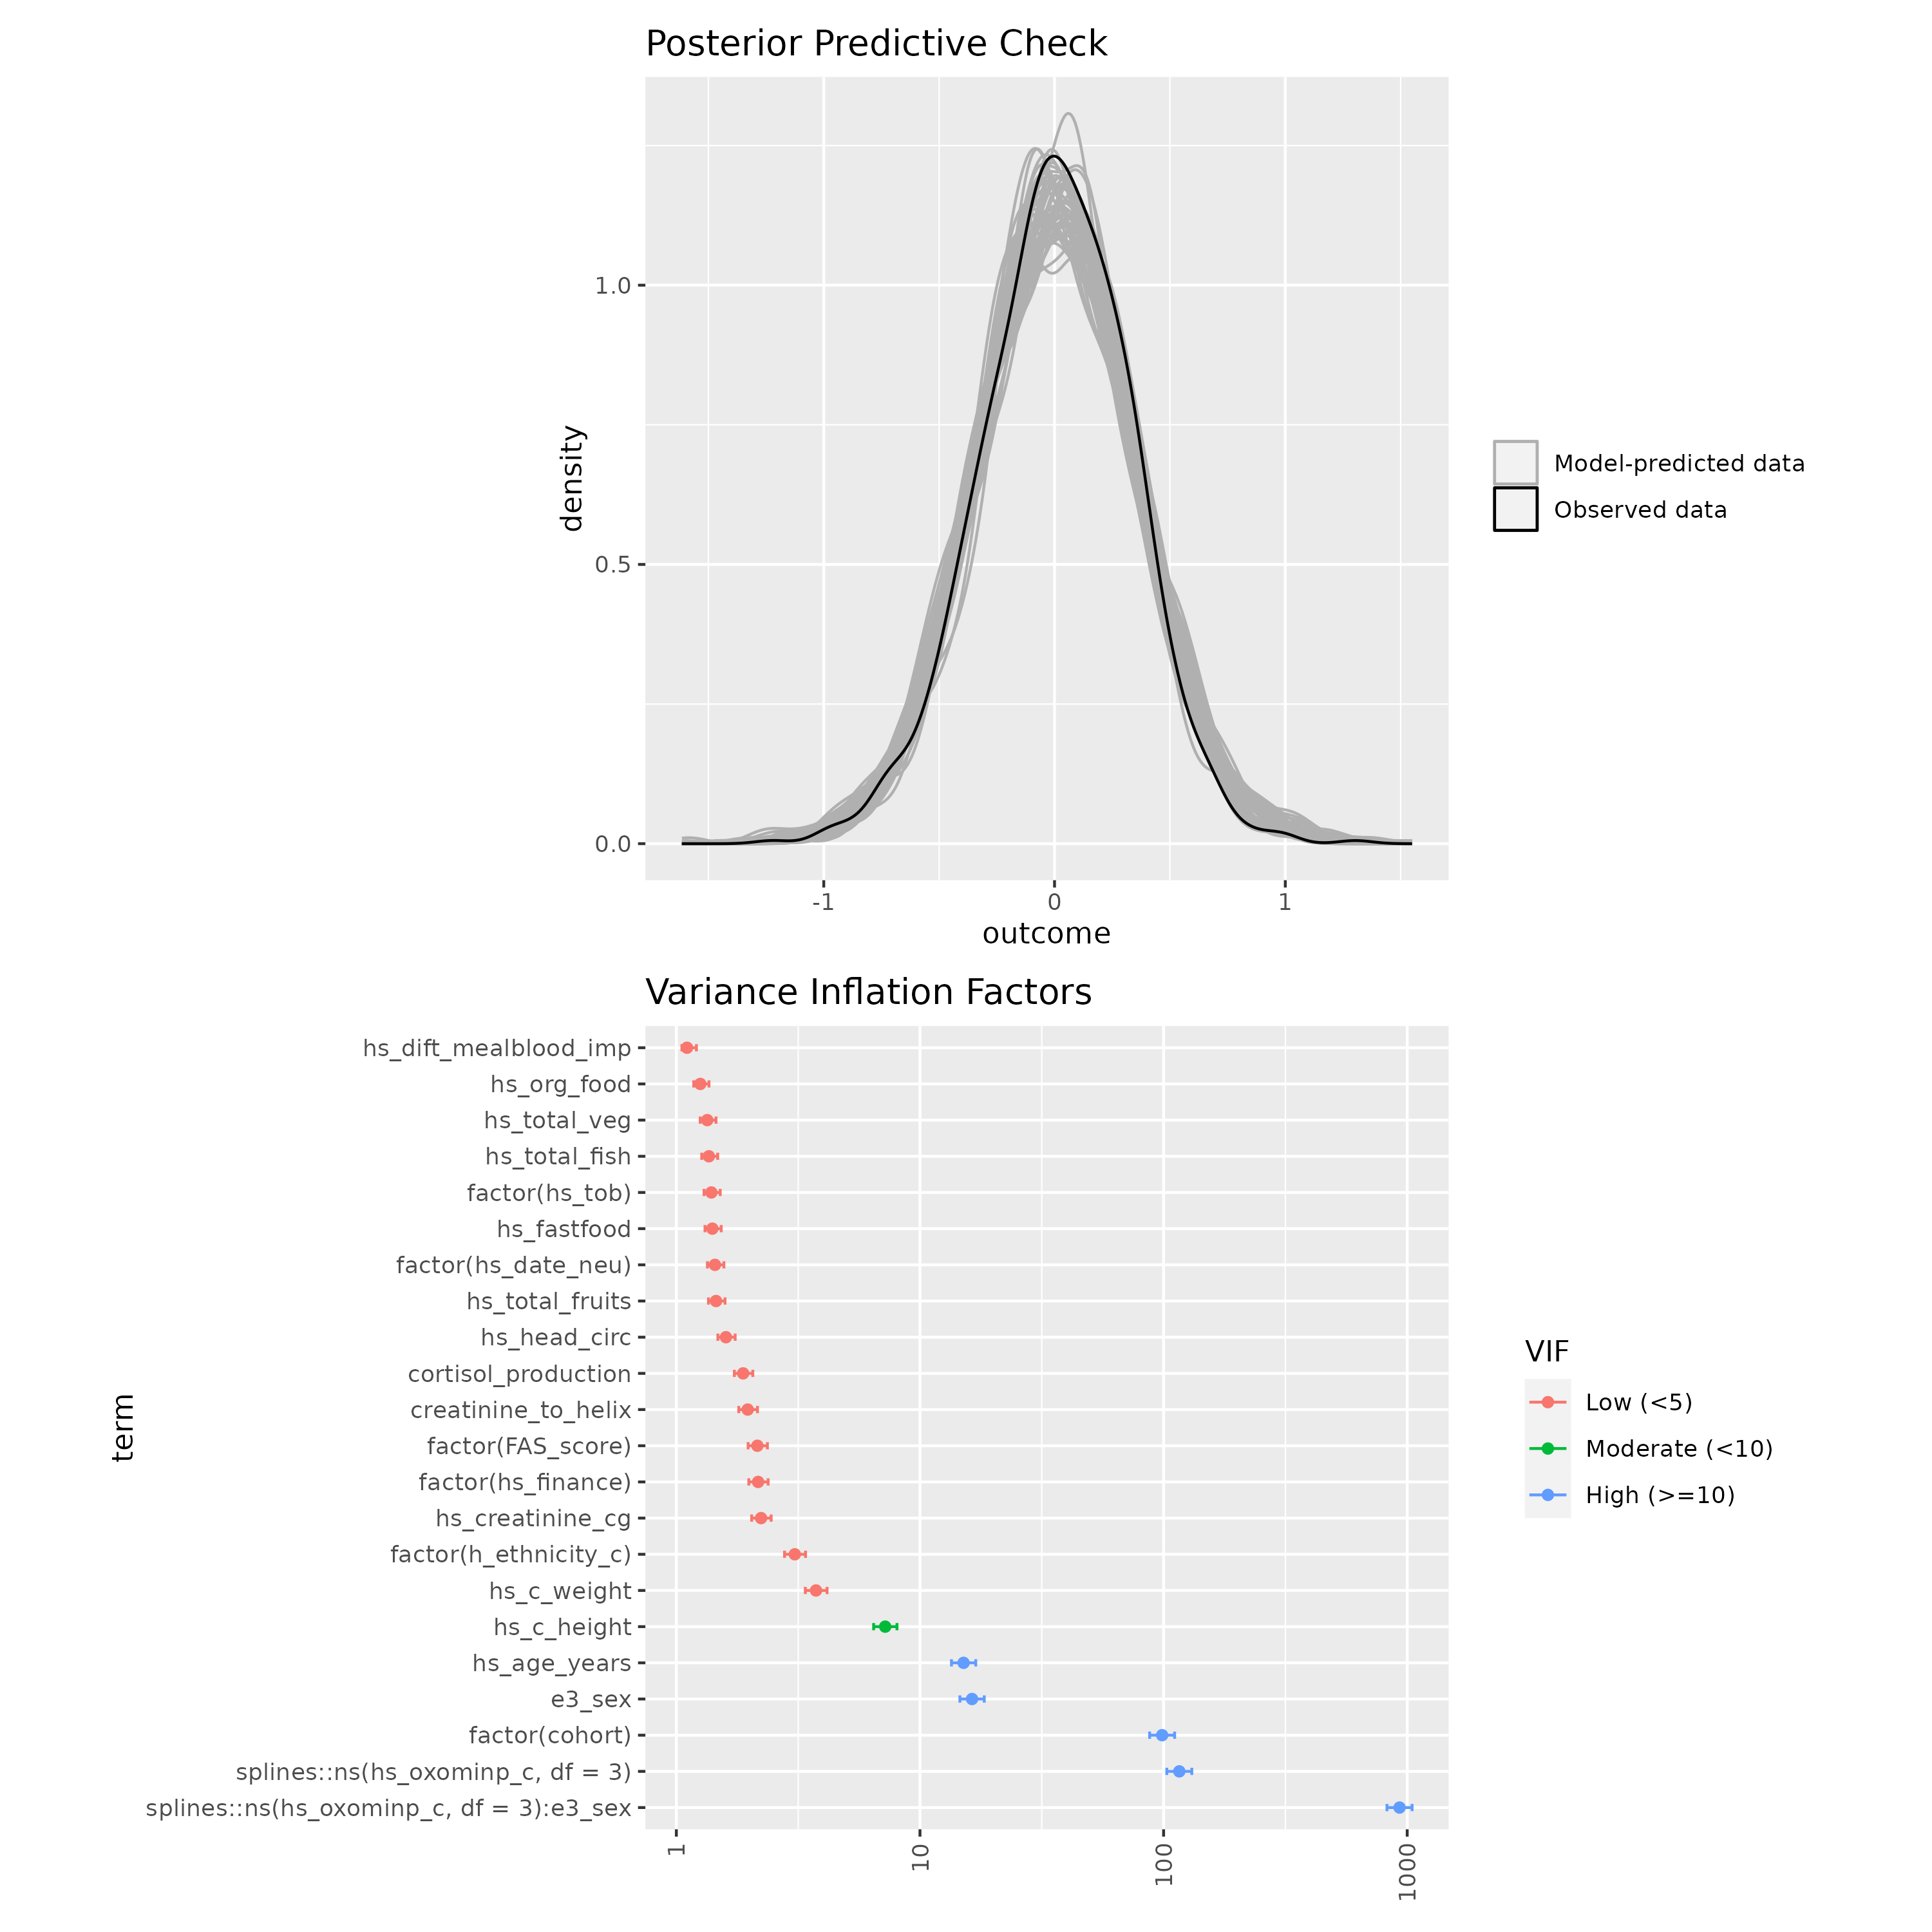 Posterior Predictive Check
1.0
0.5
0.0
density
-1
0
1
outcome
Model-predicted data
Observed data
Variance Inflation Factors
hs_dift_mealblood_imp
hs_org_food
hs_total_veg
hs_total_fish
factor(hs_tob)
hs_fastfood
factor(hs_date_neu)
hs_total_fruits
hs_head_circ
cortisol_production
creatinine_to_helix
factor(FAS_score)
factor(hs_finance)
hs_creatinine_cg
factor(h_ethnicity_c)
hs_c_weight
hs_c_height
hs_age_years
e3_sex
factor(cohort)
splines::ns(hs_oxominp_c, df = 3)
splines::ns(hs_oxominp_c, df = 3):e3_sex
term
1
10
100
1000
VIF
Low (<5)
Moderate (<10)
High (>=10)